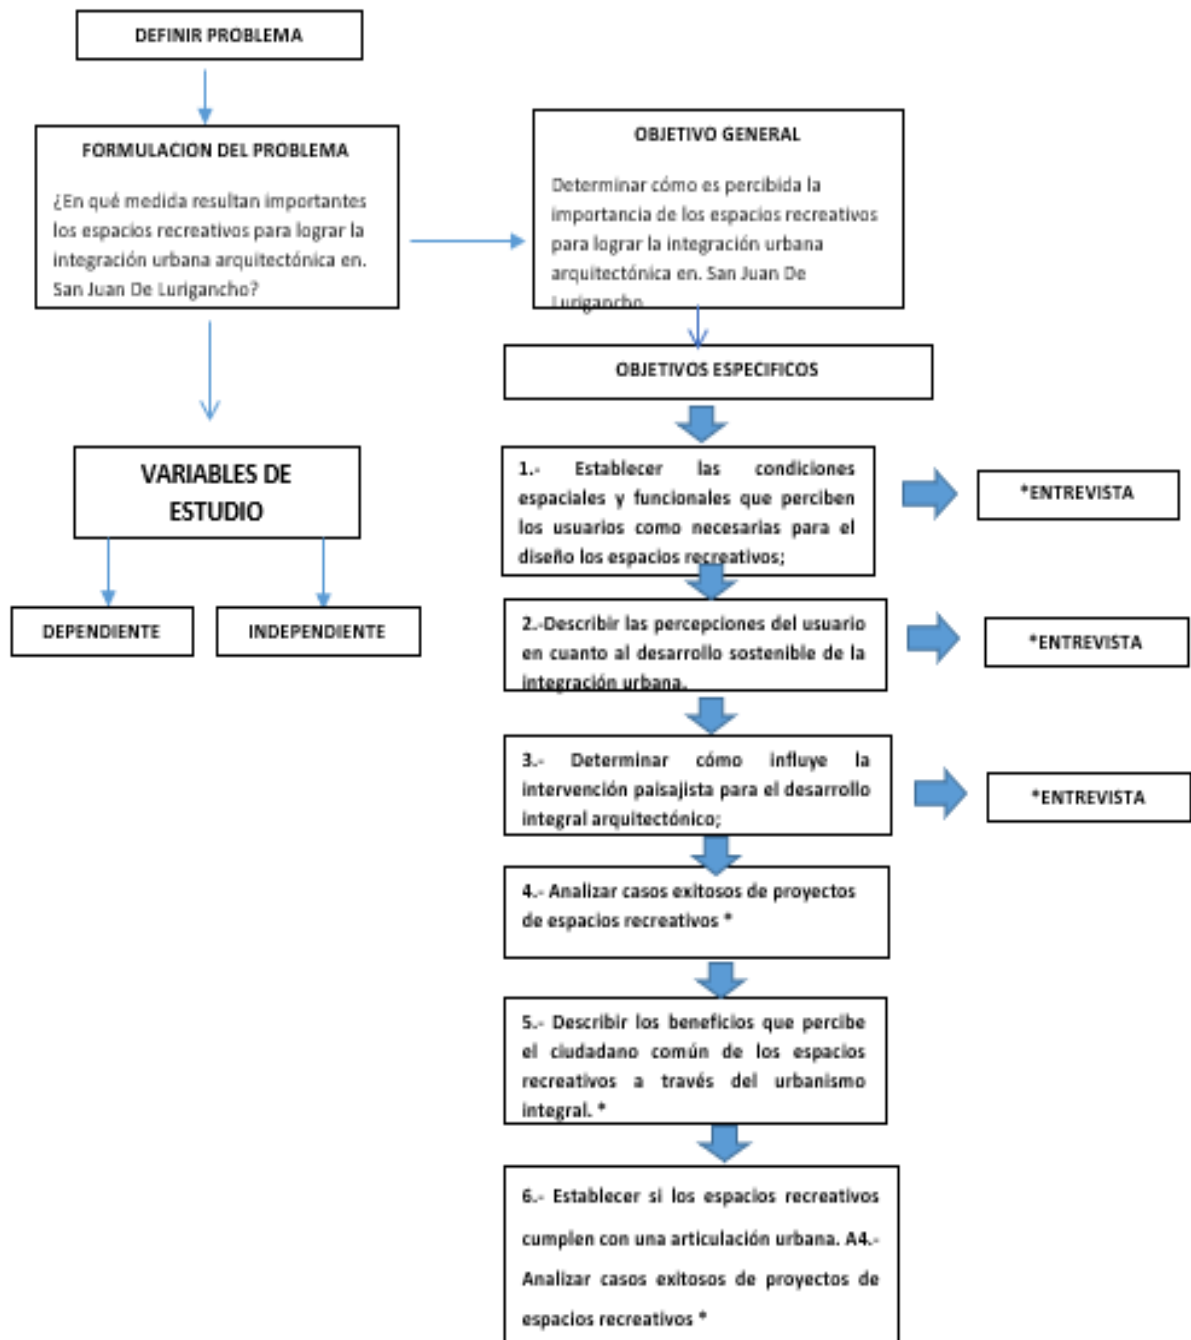 DEFINIR PROBLEMA
FORMULACION DEL PROBLEMA
¿En qué medida resultan importantes
los espacios recreativos para lograr la
integración urbana arquitectónica en.
San Juan De Lurigancho?
OBJETIVO GENERAL
Determinar cómo es percibida la
importancia de los espacios recreativos
para lograr la integración urbana
arquitectónica en. San Juan De
Lurigancho
VARIABLES DE
ESTUDIO
DEPENDIENTE
INDEPENDIENTE
OBJETIVOS ESPECIFICOS
1.- Establecer las condiciones
espaciales y funcionales que perciben
los usuarios como necesarias para el
diseño los espacios recreativos;
*ENTREVISTA
2.-Describir las percepciones del usuario
en cuanto al desarrollo sostenible de la
integración urbana.
*ENTREVISTA
3.- Determinar cómo influye la
intervención paisajista para el desarrollo
integral arquitectónico;
*ENTREVISTA
4.- Analizar casos exitosos de proyectos
de espacios recreativos *
5.- Describir los beneficios que percibe
el ciudadano común de los espacios
recreativos a través del urbanismo
integral. *
6.- Establecer si los espacios recreativos
cumplen con una articulación urbana. A4.-
Analizar casos exitosos de proyectos de
espacios recreativos *